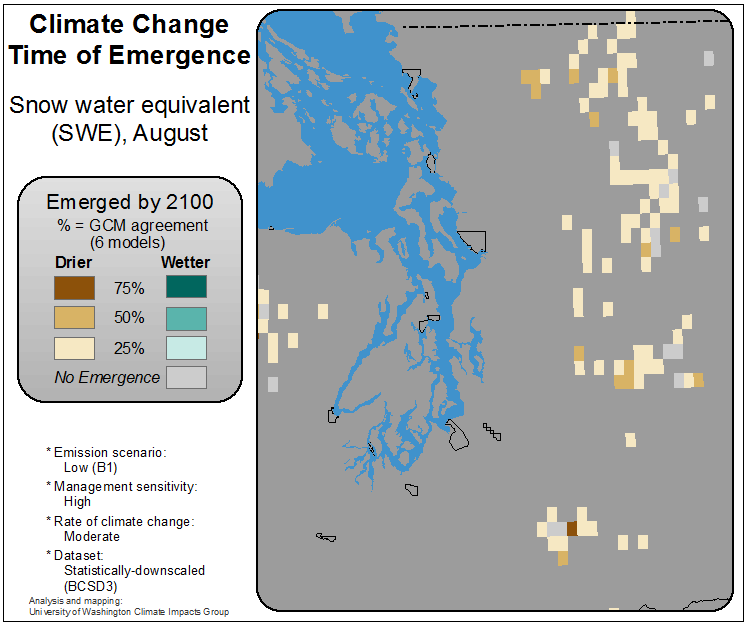 Climate Change
Time of Emergence
Snow water equivalent
(SWE), August
Emerged by 2100
% = GCM agreement
(6 models)
Drier Wetter
75%
50%
25%
No Emergence
* Emission scenario:
Low (B1)
* Management sensitivity:
High
* Rate of climate change:
Moderate
* Dataset:
Statistically-downscaled
(BCSD3)
Analysis and mapping:
University of Washington Climate Impacts Group